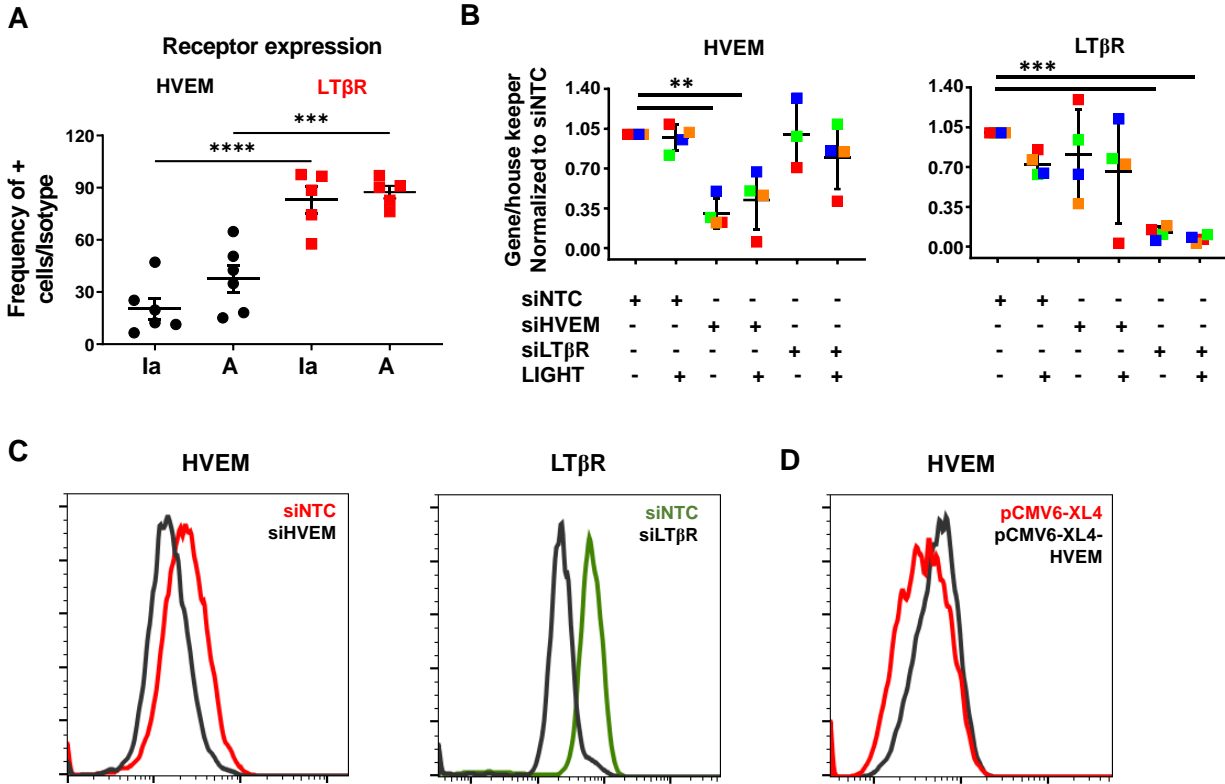 A
Receptor expression
HVEM LTβR
**** ***
Frequency of +
cells/Isotype
120
90
60
30
0
Ia A Ia A
B
HVEM
**
Gene/house keeper
Normalized to siNTC
1.40
1.05
0.70
0.35
0.00
LTβR
***
1.40
1.05
0.70
0.35
0.00
siNTC + + - - - - + + - - - -
siHVEM - - + + - - - - + + - -
siLTβR - - - - + + - - - - + +
LIGHT - + - + - + - + - + - +
C
HVEM
siNTC
siHVEM
LTβR
siNTC
siLTβR
D
HVEM
pCMV6-XL4
pCMV6-XL4-
HVEM